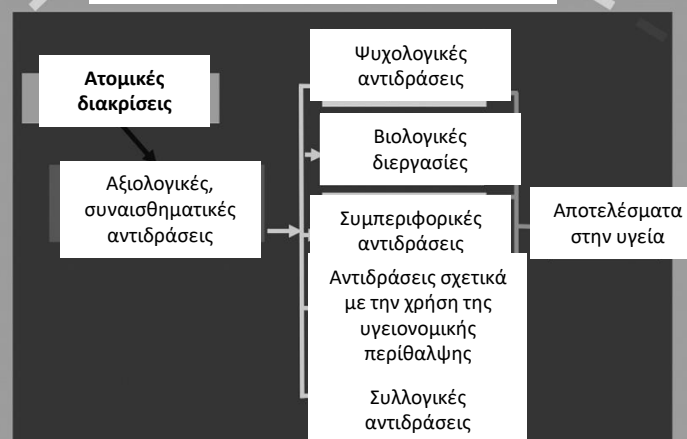 Ατομικές
διακρίσεις
Αξιολογικές,
συναισθηματικές
αντιδράσεις
Ψυχολογικές
αντιδράσεις
Βιολογικές
διεργασίες
Συμπεριφορικές
αντιδράσεις
Αντιδράσεις σχετικά
με την χρήση της
υγειονομικής
περίθαλψης
Συλλογικές
αντιδράσεις
Αποτελέσματα
στην υγεία